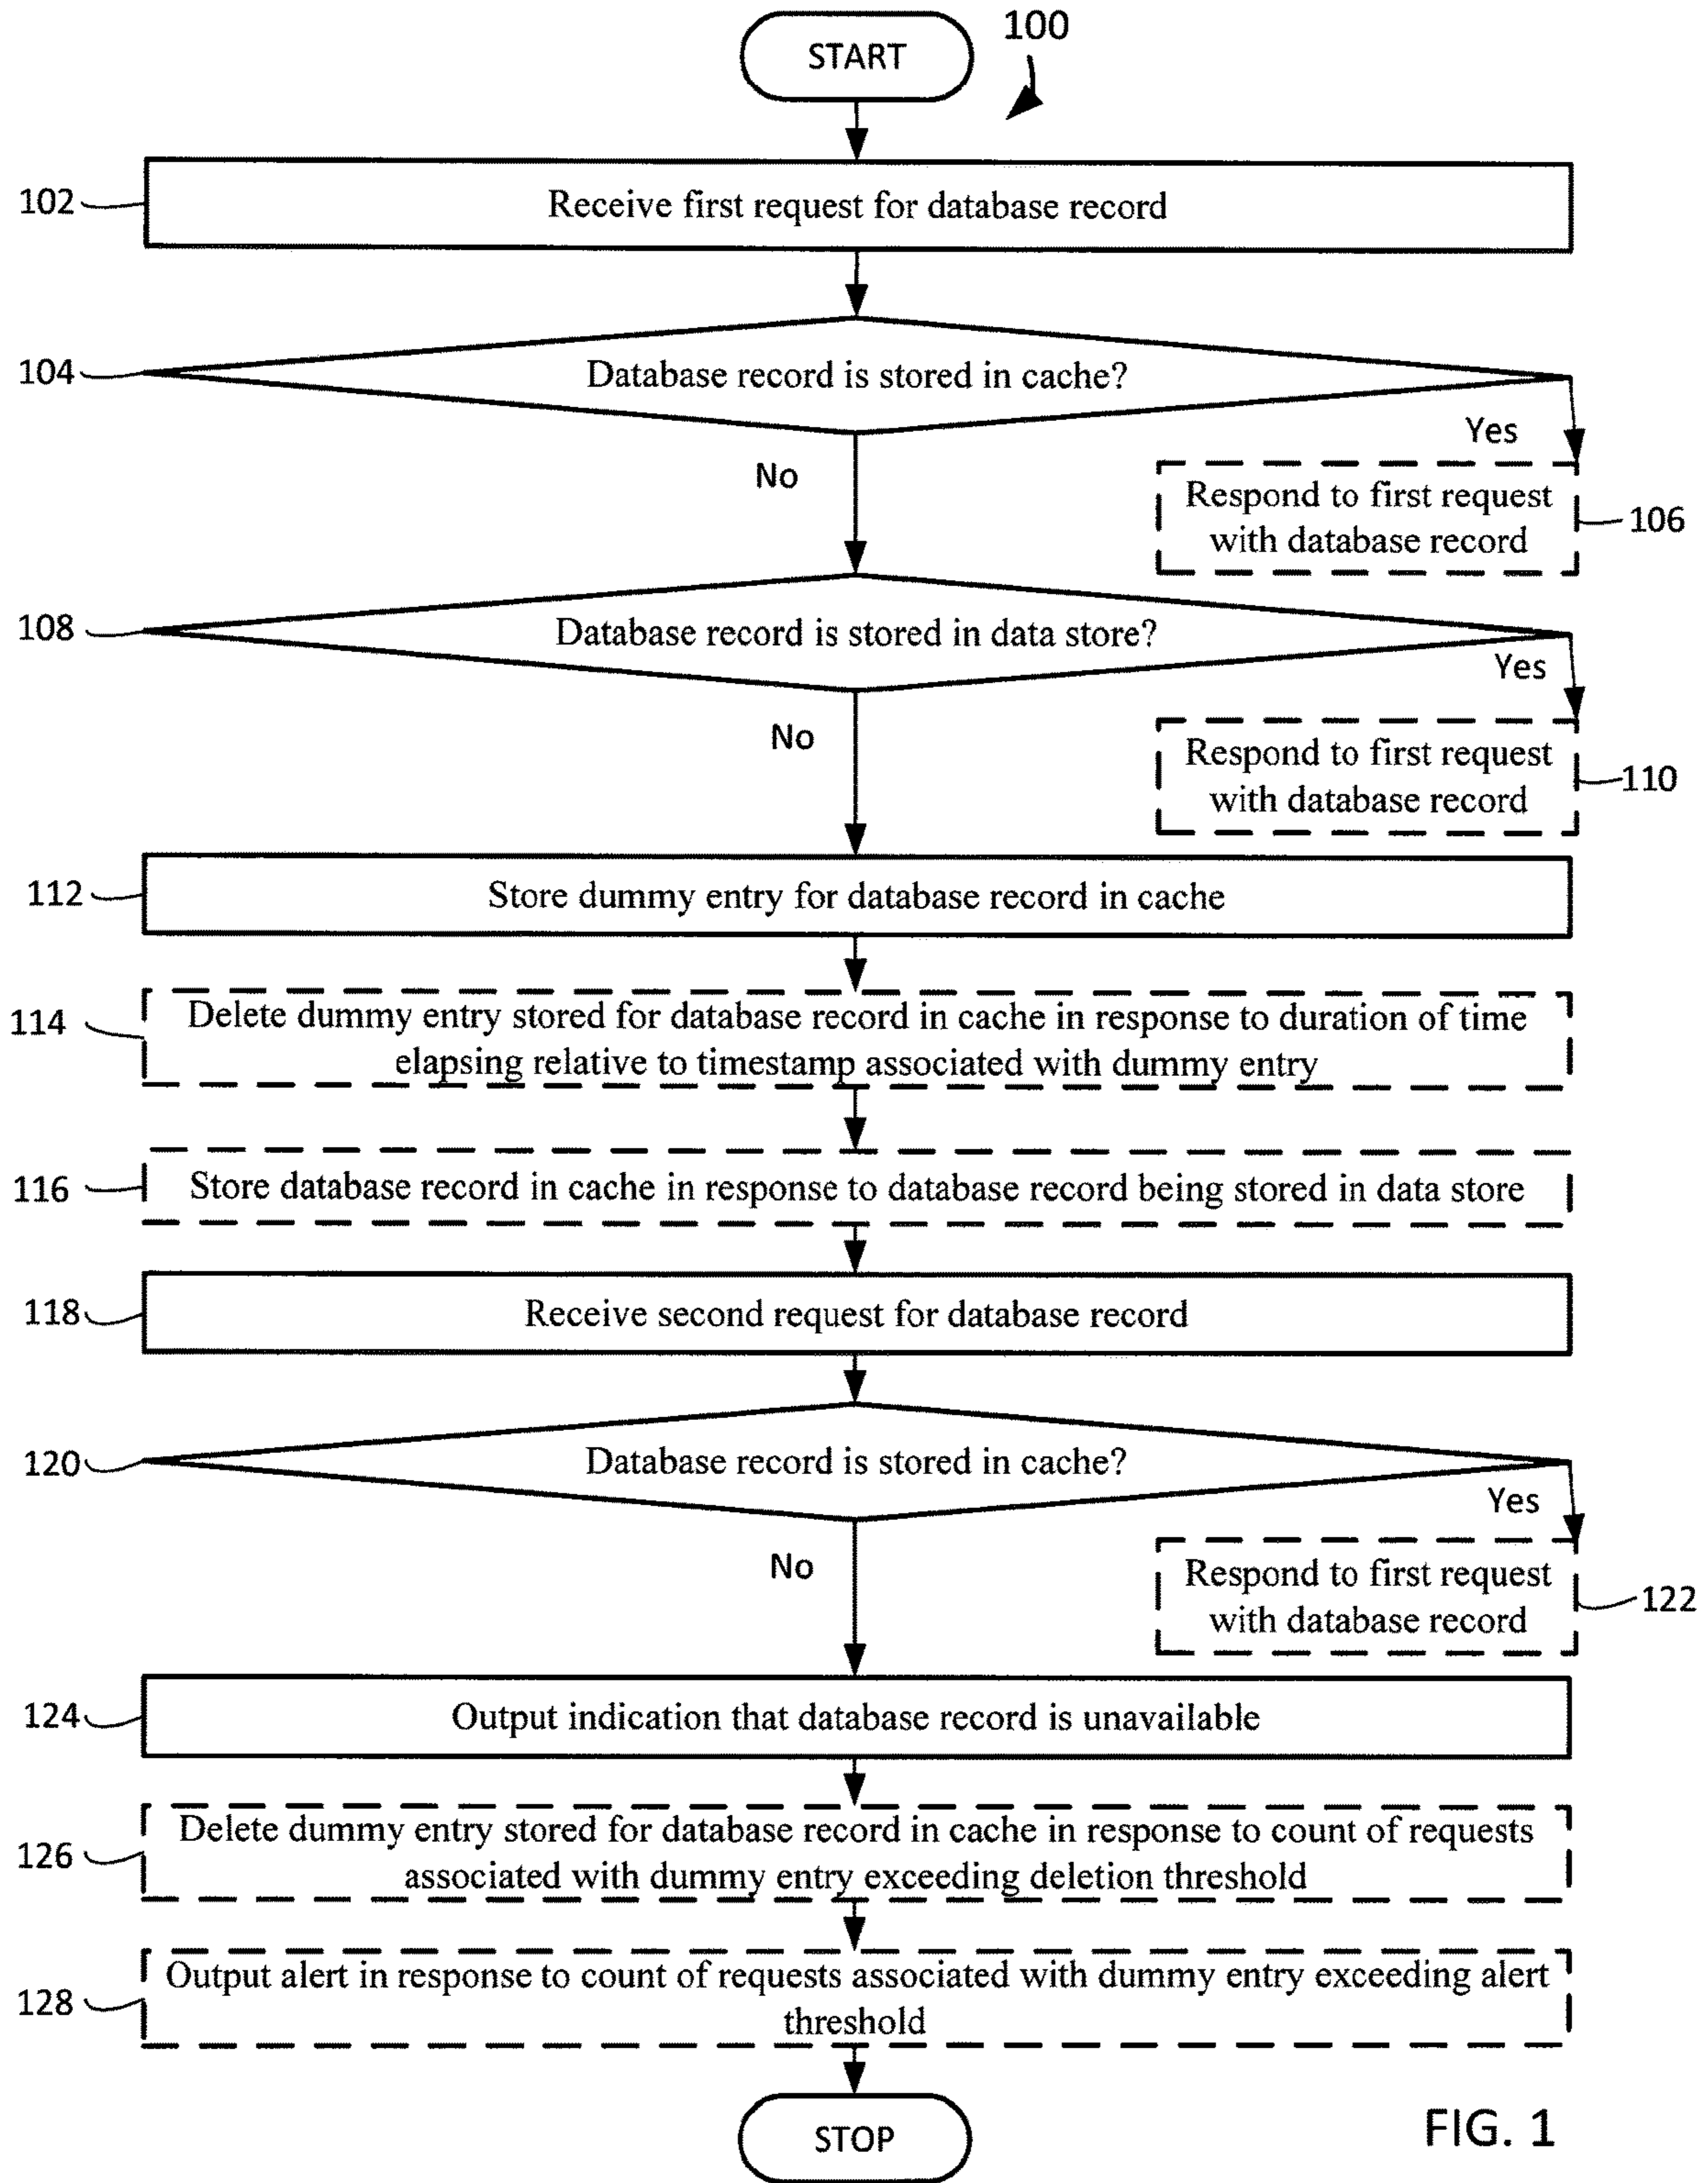 START
100
102
Receive first request for database record
104
Database record is stored in cache?
Yes
No
Respond to first request
with database record
106
108
Database record is stored in data store?
Yes
No
Respond to first request
with database record
110
112
Store dummy entry for database record in cache
114
Delete dummy entry stored for database record in cache in response to duration of time
elapsing relative to timestamp associated with dummy entry
116
Store database record in cache in response to database record being stored in data store
118
Receive second request for database record
120
Database record is stored in cache?
Yes
No
Respond to first request
with database record
122
124
Output indication that database record is unavailable
126
Delete dummy entry stored for database record in cache in response to count of requests
associated with dummy entry exceeding deletion threshold
128
Output alert in response to count of requests associated with dummy entry exceeding alert
threshold
STOP
FIG. 1